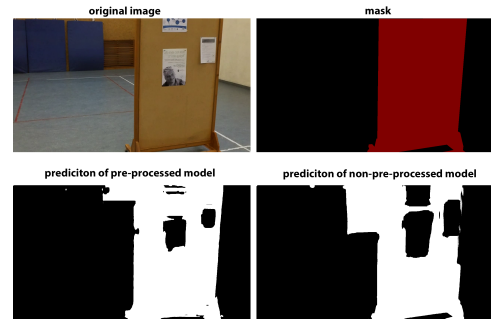 original image
mask
prediciton of pre-processed model
prediciton of non-pre-processed model